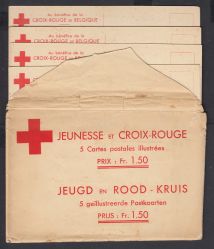 Au bénéfice de la
CROIX-ROUGE DE BELGIQUE
Au bénéfice de la
CROIX-ROUGE DE BELGIQUE
Au bénéfice de la
CROIX-ROUGE DE BELGIQUE
Au bénéfice de la
CROIX-ROUGE
JEUNESSE ET CROIX-ROUGE
5 Cartes postales illustrées
PRIX : Fr. 1.50
JEUGD EN ROOD - KRUIS
5 geïllustreerde Postkaarten
PRIJS : Fr. 1.50